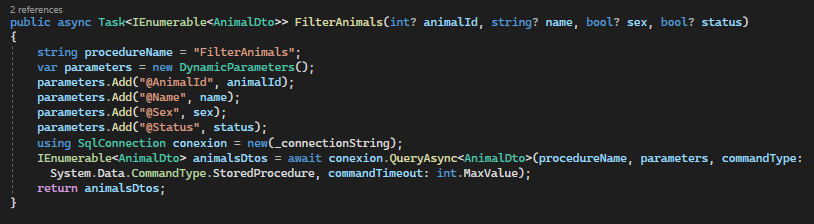 2 references
public async Task<IEnumerable<AnimalDto>> FilterAnimals(int? animalId, string? name, bool? sex, bool? status)
{
    string procedureName = "FilterAnimals";
    var parameters = new DynamicParameters();
    parameters.Add("@AnimalId", animalId);
    parameters.Add("@Name", name);
    parameters.Add("@Sex", sex);
    parameters.Add("@Status", status);
    using SqlConnection conexion = new(_connectionString);
    IEnumerable<AnimalDto> animalsDtos = await conexion.QueryAsync<AnimalDto>(procedureName, parameters, commandType:
      System.Data.CommandType.StoredProcedure, commandTimeout: int.MaxValue);
    return animalsDtos;
}